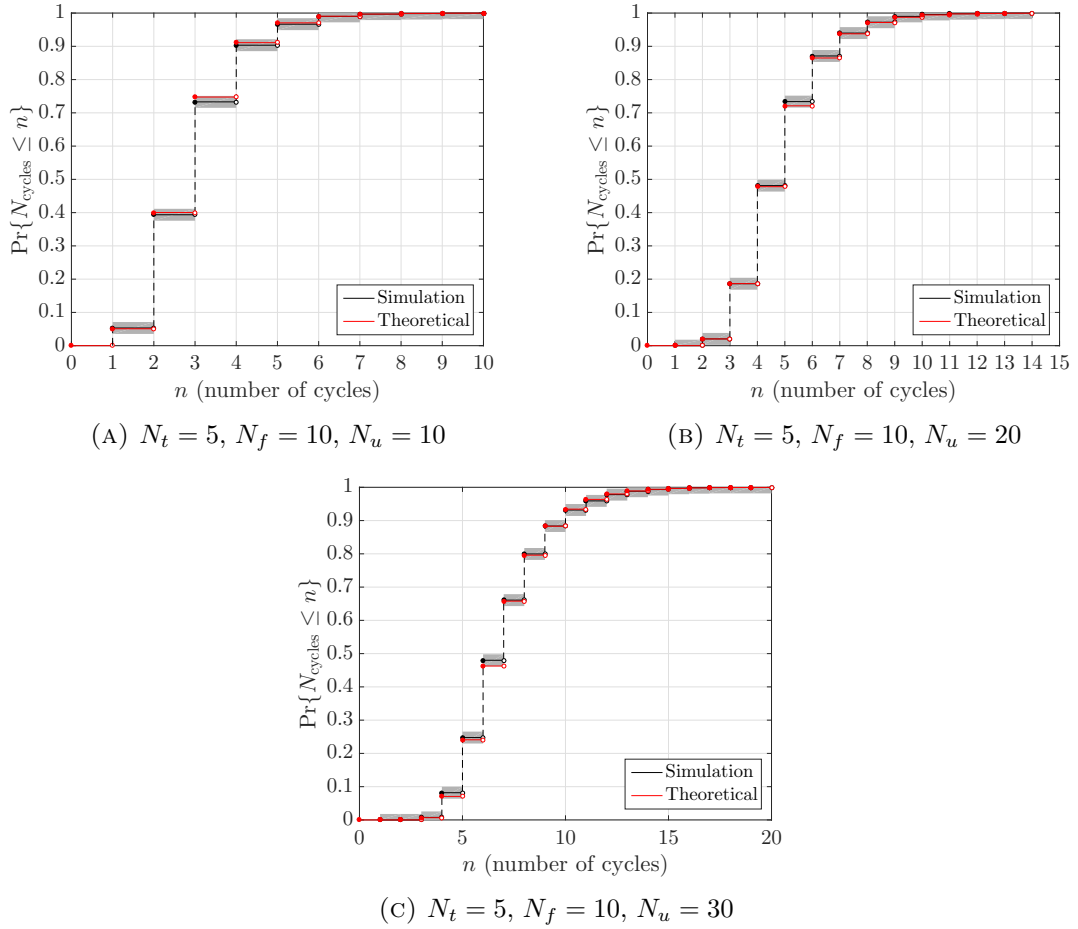 1
0.9
0.8
0.7
0.6
0.5
0.4
0.3
0.2
0.1
0
Pr{N_cycles ≤ n}
Simulation
Theoretical
0 1 2 3 4 5 6 7 8 9 10
n (number of cycles)
(A) N_t = 5, N_f = 10, N_u = 10
1
0.9
0.8
0.7
0.6
0.5
0.4
0.3
0.2
0.1
0
Pr{N_cycles ≤ n}
Simulation
Theoretical
0 1 2 3 4 5 6 7 8 9 10 11 12 13 14 15
n (number of cycles)
(B) N_t = 5, N_f = 10, N_u = 20
1
0.9
0.8
0.7
0.6
0.5
0.4
0.3
0.2
0.1
0
Pr{N_cycles ≤ n}
Simulation
Theoretical
0 5 10 15 20
n (number of cycles)
(C) N_t = 5, N_f = 10, N_u = 30